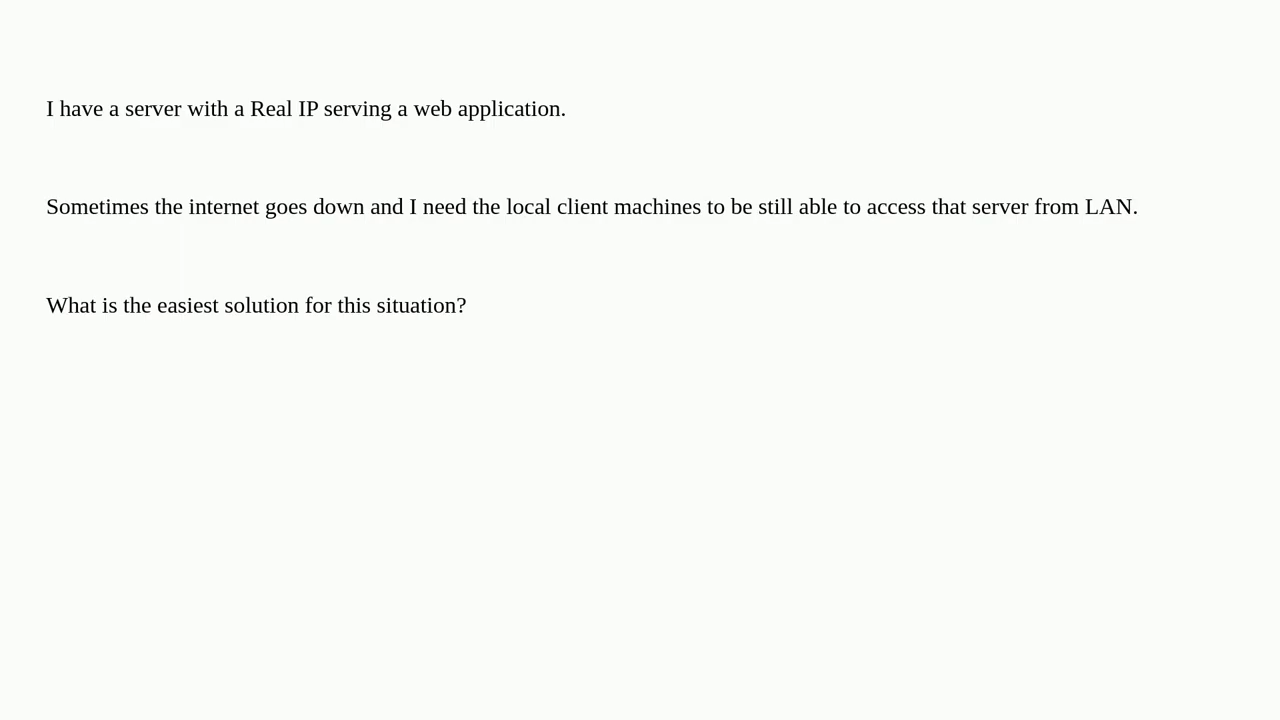 I have a server with a Real IP serving a web application.
Sometimes the internet goes down and I need the local client machines to be still able to access that server from LAN.
What is the easiest solution for this situation?